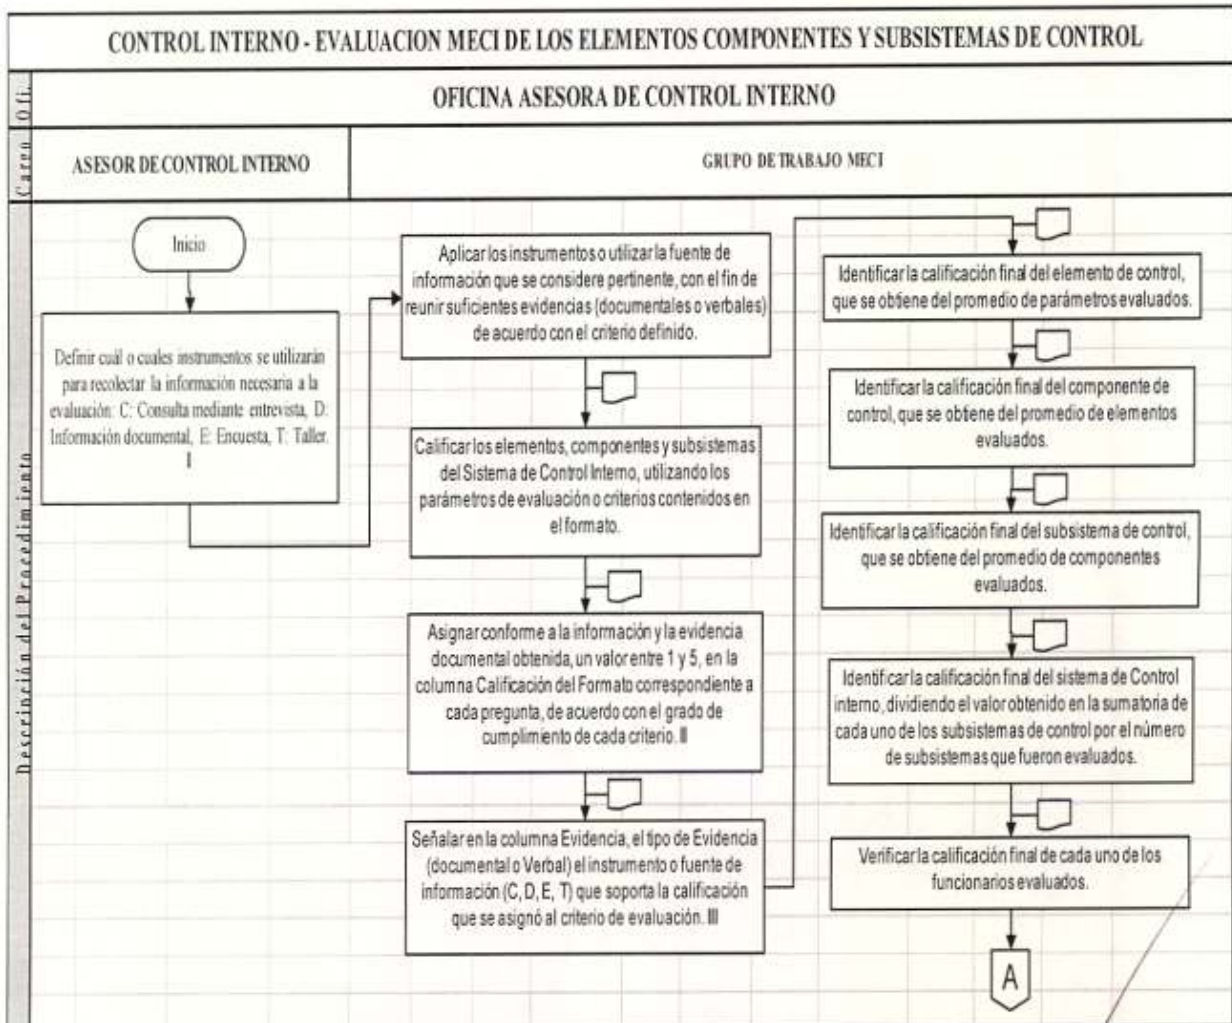 CONTROL INTERNO - EVALUACION MECI DE LOS ELEMENTOS COMPONENTES Y SUBSISTEMAS DE CONTROL
Ofi.
OFICINA ASESORA DE CONTROL INTERNO
Cargo
ASESOR DE CONTROL INTERNO
GRUPO DE TRABAJO MECI
Descripción del Procedimiento
Inicio
Definir cuál o cuales instrumentos se utilizarán
para recolectar la información necesaria a la
evaluación: C: Consulta mediante entrevista, D:
Información documental, E: Encuesta, T: Taller.
I
Aplicar los instrumentos o utilizar la fuente de
información que se considere pertinente, con el fin de
reunir suficientes evidencias (documentales o verbales)
de acuerdo con el criterio definido.
Calificar los elementos, componentes y subsistemas
del Sistema de Control Interno, utilizando los
parámetros de evaluación o criterios contenidos en
el formato.
Asignar conforme a la información y la evidencia
documental obtenida, un valor entre 1 y 5, en la
columna Calificación del Formato correspondiente a
cada pregunta, de acuerdo con el grado de
cumplimiento de cada criterio. II
Señalar en la columna Evidencia, el tipo de Evidencia
(documental o Verbal) el instrumento o fuente de
información (C, D, E, T) que soporta la calificación
que se asignó al criterio de evaluación. III
Identificar la calificación final del elemento de control,
que se obtiene del promedio de parámetros evaluados.
Identificar la calificación final del componente de
control, que se obtiene del promedio de elementos
evaluados.
Identificar la calificación final del subsistema de control,
que se obtiene del promedio de componentes
evaluados.
Identificar la calificación final del sistema de Control
interno, dividiendo el valor obtenido en la sumatoria de
cada uno de los subsistemas de control por el número
de subsistemas que fueron evaluados.
Verificar la calificación final de cada uno de los
funcionarios evaluados.
A